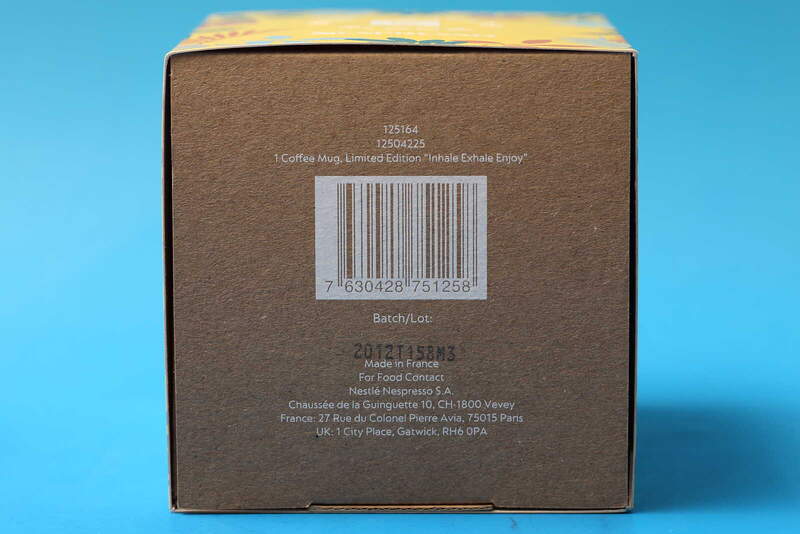 125164
12504225
1 Coffee Mug, Limited Edition "Inhale Exhale Enjoy"
7 630428 751258
Batch/Lot:
2012T158M3
Made in France
For Food Contact
Nestlé Nespresso S.A.
Chaussée de la Guinguette 10, CH-1800 Vevey
France: 27 Rue du Colonel Pierre Avia, 75015 Paris
UK: 1 City Place, Gatwick, RH6 0PA